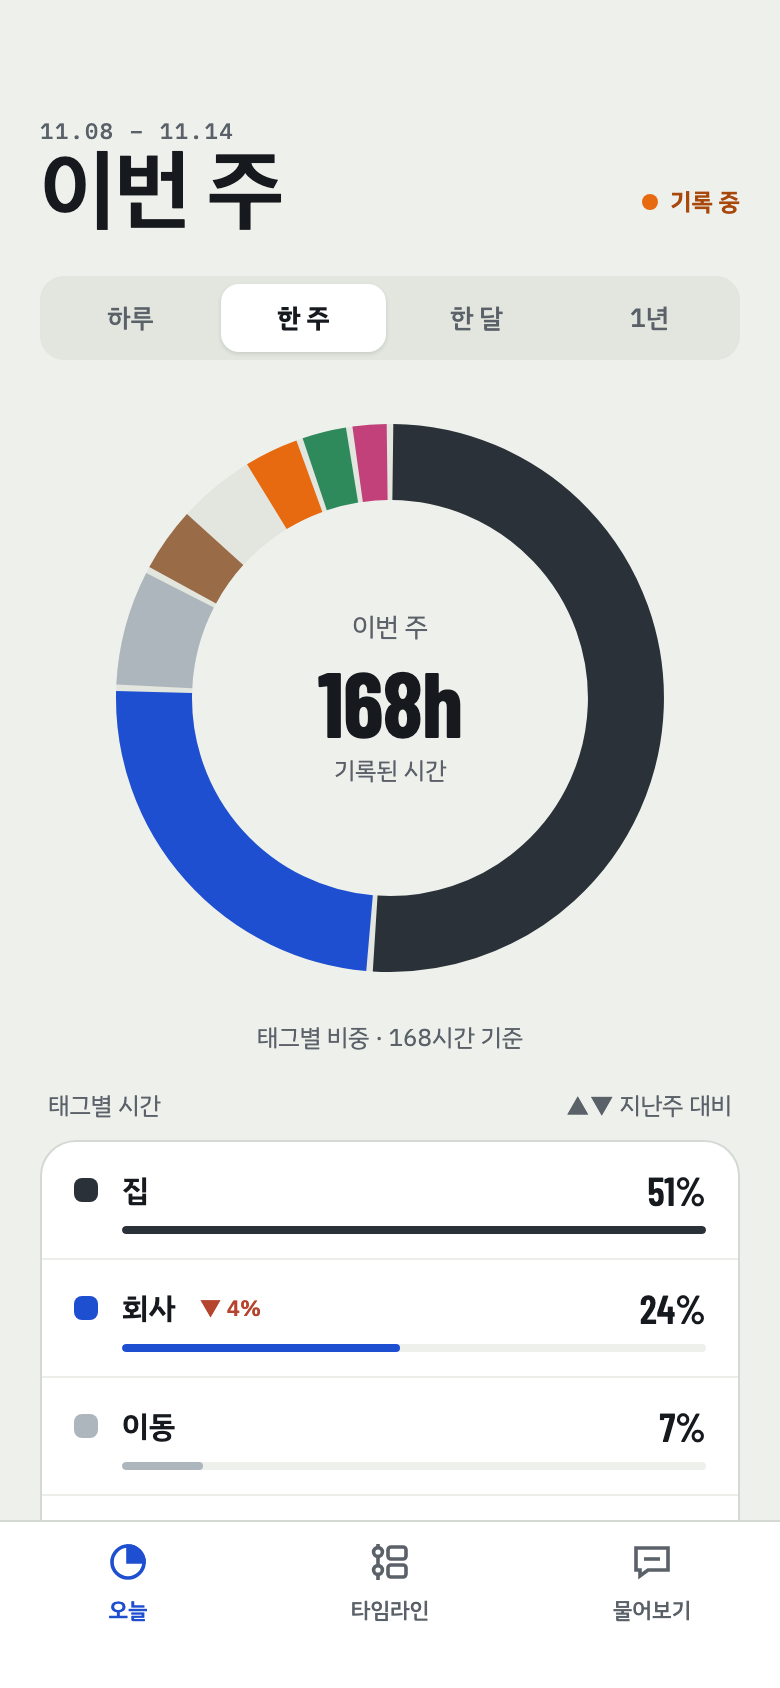 11.08 – 11.14
이번 주
기록 중
하루
한 주
한 달
1년
이번 주
168h
기록된 시간
태그별 비중 · 168시간 기준
태그별 시간
▲▼ 지난주 대비
집
51%
회사 ▼ 4%
24%
이동
7%
오늘
타임라인
물어보기